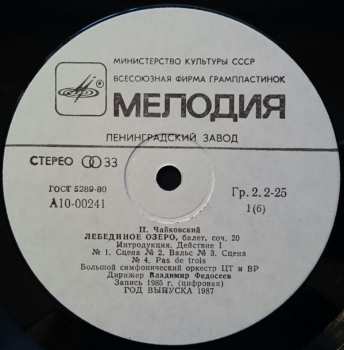 МИНИСТЕРСТВО КУЛЬТУРЫ СССР
ВСЕСОЮЗНАЯ ФИРМА ГРАМПЛАСТИНОК
МЕЛОДИЯ
ЛЕНИНГРАДСКИЙ ЗАВОД
СТЕРЕО 33
ГОСТ 5289-80
А10-00241
Гр. 2. 2-25
1(6)
П. Чайковский
ЛЕБЕДИНОЕ ОЗЕРО, балет, соч. 20
Интродукция. Действие I
№ 1. Сцена № 2. Вальс № 3. Сцена
№ 4. Pas de trois
Большой симфонический оркестр ЦТ и ВР
Дирижер Владимир Федосеев
Запись 1985 г. (цифровая)
ГОД ВЫПУСКА 1987